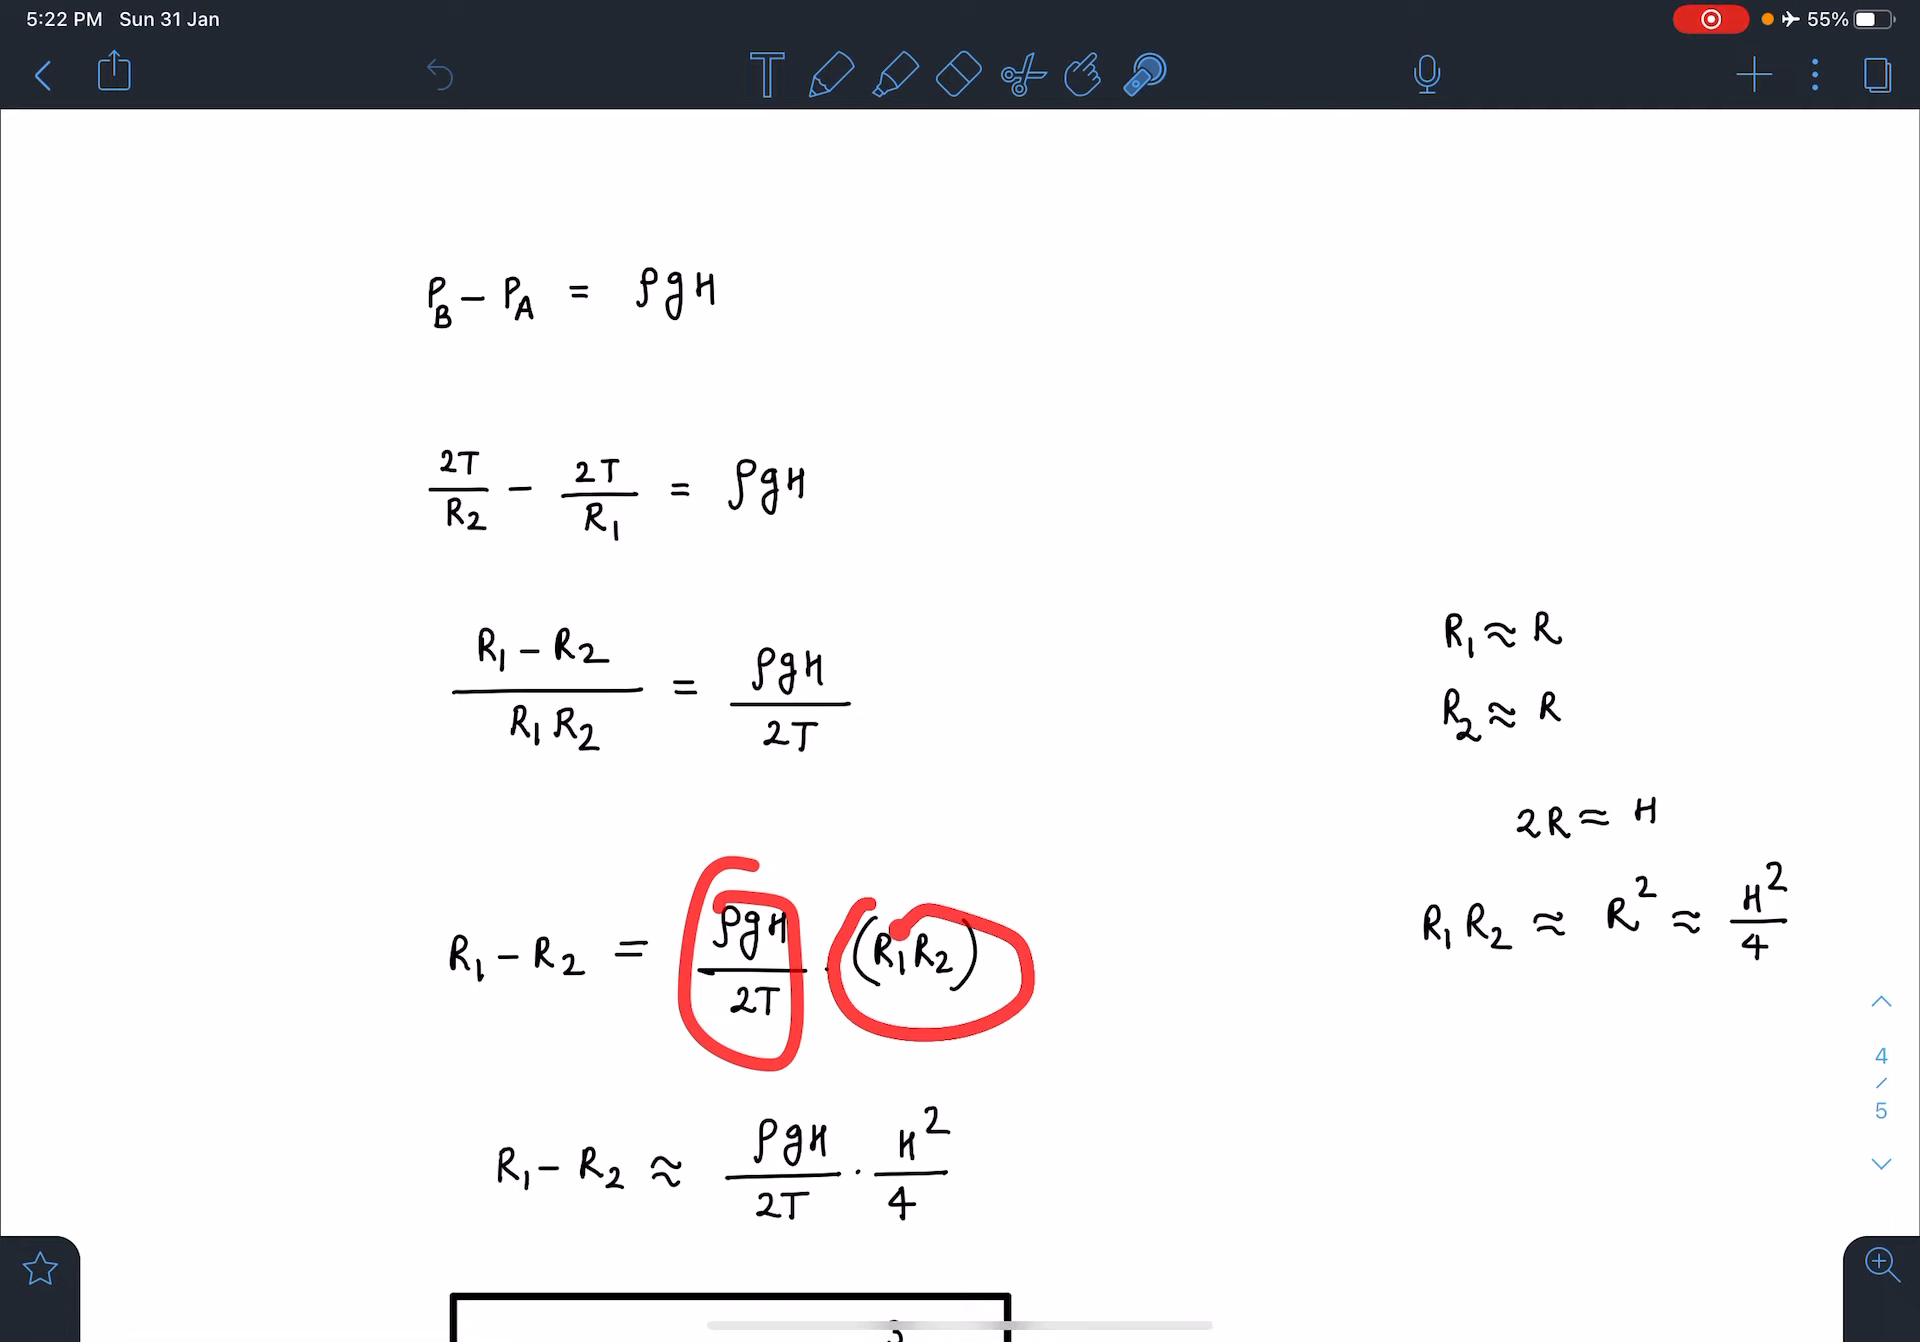 5:22 PM Sun 31 Jan
55%
T
P_B - P_A = ρgH
2T/R₂ - 2T/R₁ = ρgH
(R₁ - R₂)/(R₁R₂) = ρgH/2T
R₁ ≈ R
R₂ ≈ R
2R ≈ H
R₁R₂ ≈ R² ≈ H²/4
R₁ - R₂ = ρgH/2T · (R₁R₂)
R₁ - R₂ ≈ ρgH/2T · H²/4
4
/
5